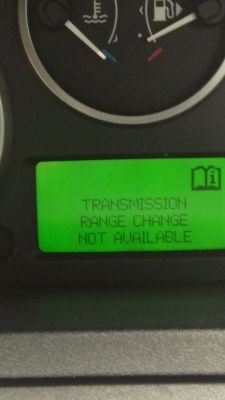 TRANSMISSION
RANGE CHANGE
NOT AVAILABLE